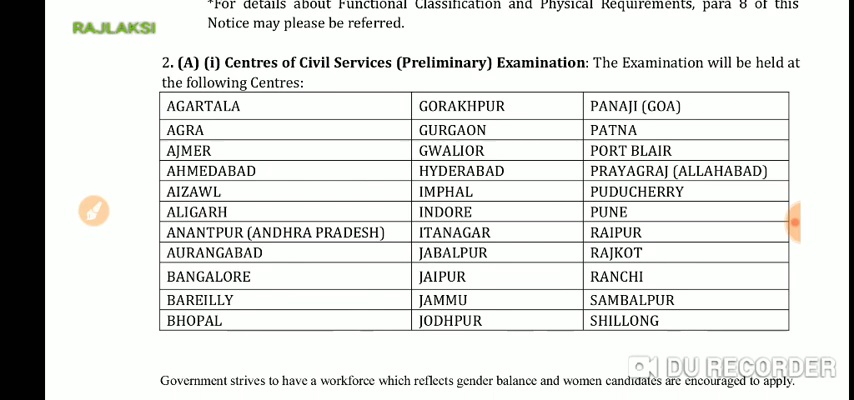 *For details about Functional Classification and Physical Requirements, para 8 of this
RAJLAKSI
Notice may please be referred.
2. (A) (i) Centres of Civil Services (Preliminary) Examination: The Examination will be held at
the following Centres:
AGARTALA GORAKHPUR PANAJI (GOA)
AGRA GURGAON PATNA
AJMER GWALIOR PORT BLAIR
AHMEDABAD HYDERABAD PRAYAGRAJ (ALLAHABAD)
AIZAWL IMPHAL PUDUCHERRY
ALIGARH INDORE PUNE
ANANTPUR (ANDHRA PRADESH) ITANAGAR RAIPUR
AURANGABAD JABALPUR RAJKOT
BANGALORE JAIPUR RANCHI
BAREILLY JAMMU SAMBALPUR
BHOPAL JODHPUR SHILLONG
DU RECORDER
Government strives to have a workforce which reflects gender balance and women candidates are encouraged to apply.